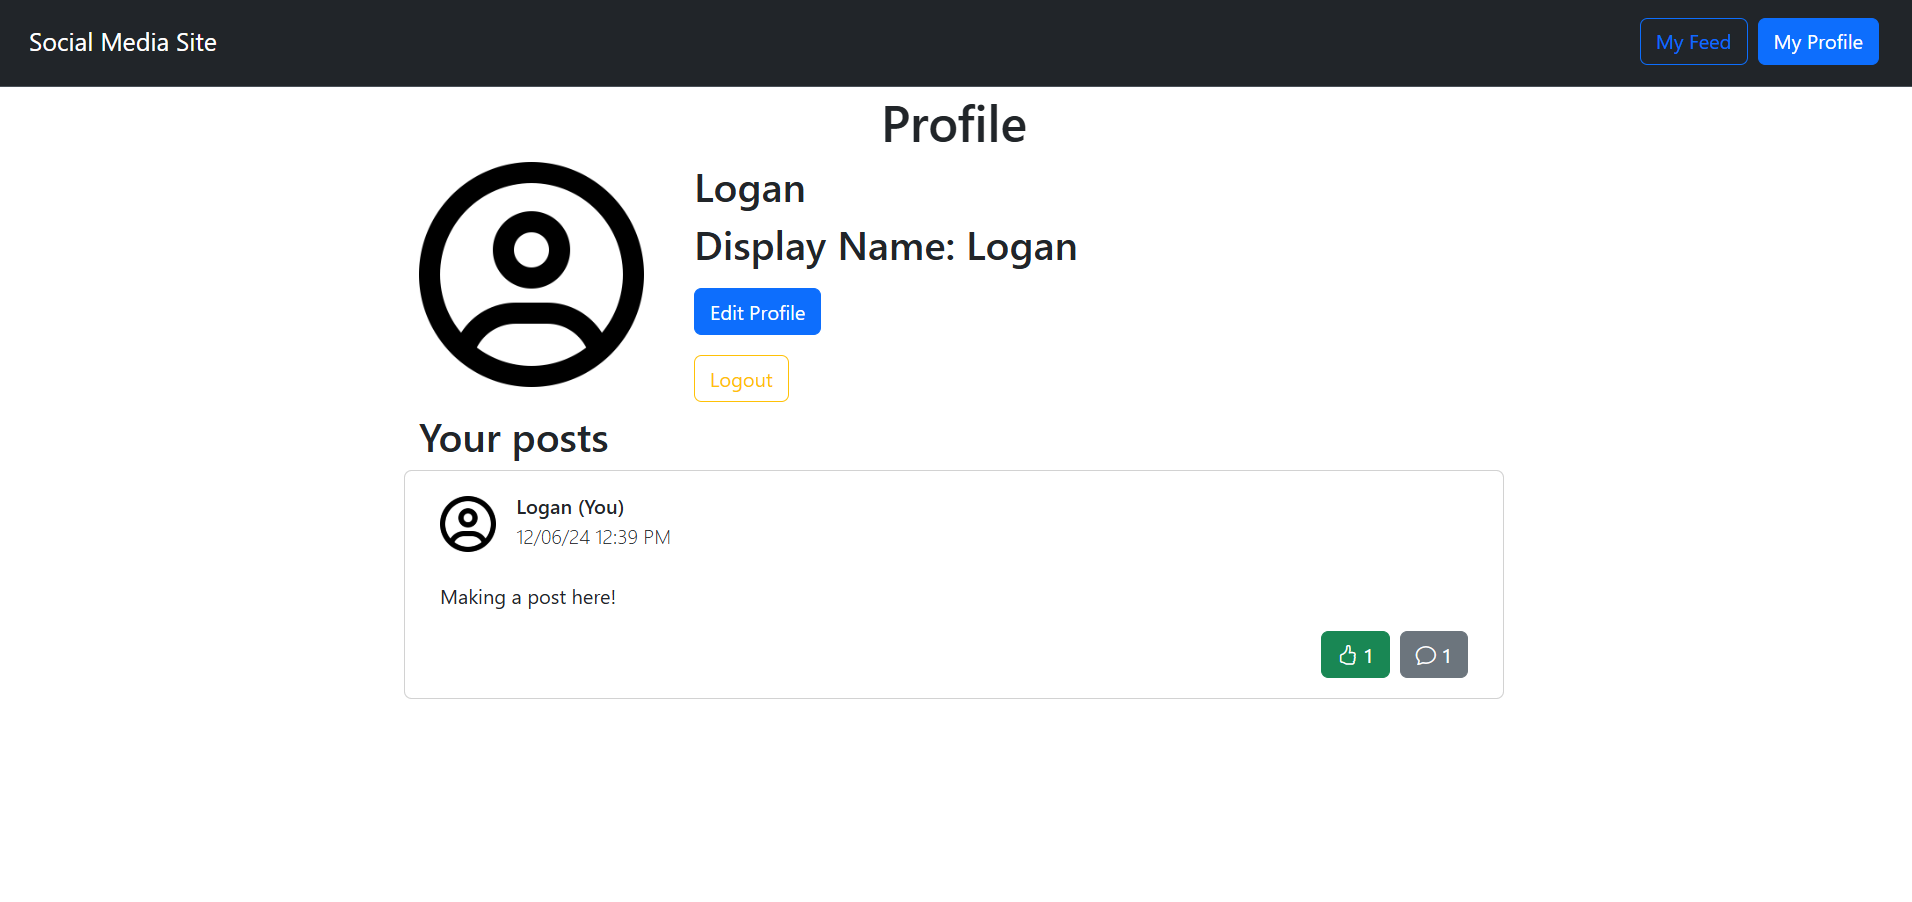 Social Media Site
My Feed
My Profile
Profile
Logan
Display Name: Logan
Edit Profile
Logout
Your posts
Logan (You)
12/06/24 12:39 PM
Making a post here!
1
1